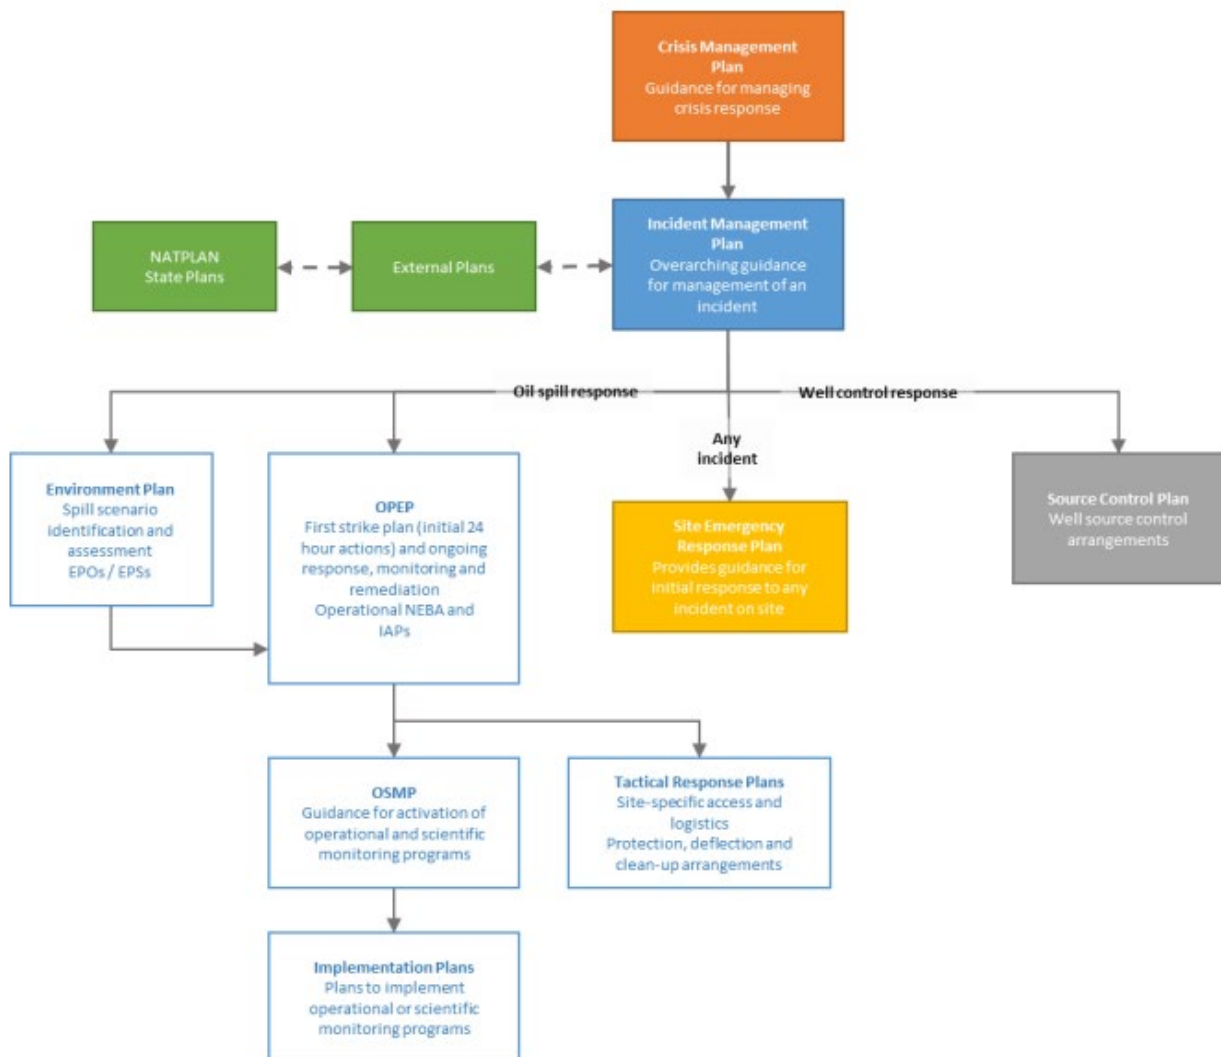 Crisis Management
Plan
Guidance for managing
crisis response
Incident Management
Plan
Overarching guidance
for management of an
incident
External Plans
NATPLAN
State Plans
Oil spill response
Well control response
Any
incident
Environment Plan
Spill scenario
identification and
assessment
EPOs / EPSs
OPEP
First strike plan (initial 24
hour actions) and ongoing
response, monitoring and
remediation
Operational NEBA and
IAPs
Site Emergency
Response Plan
Provides guidance for
initial response to any
incident on site
Source Control Plan
Well source control
arrangements
OSMP
Guidance for activation of
operational and scientific
monitoring programs
Tactical Response Plans
Site-specific access and
logistics
Protection, deflection and
clean-up arrangements
Implementation Plans
Plans to implement
operational or scientific
monitoring programs